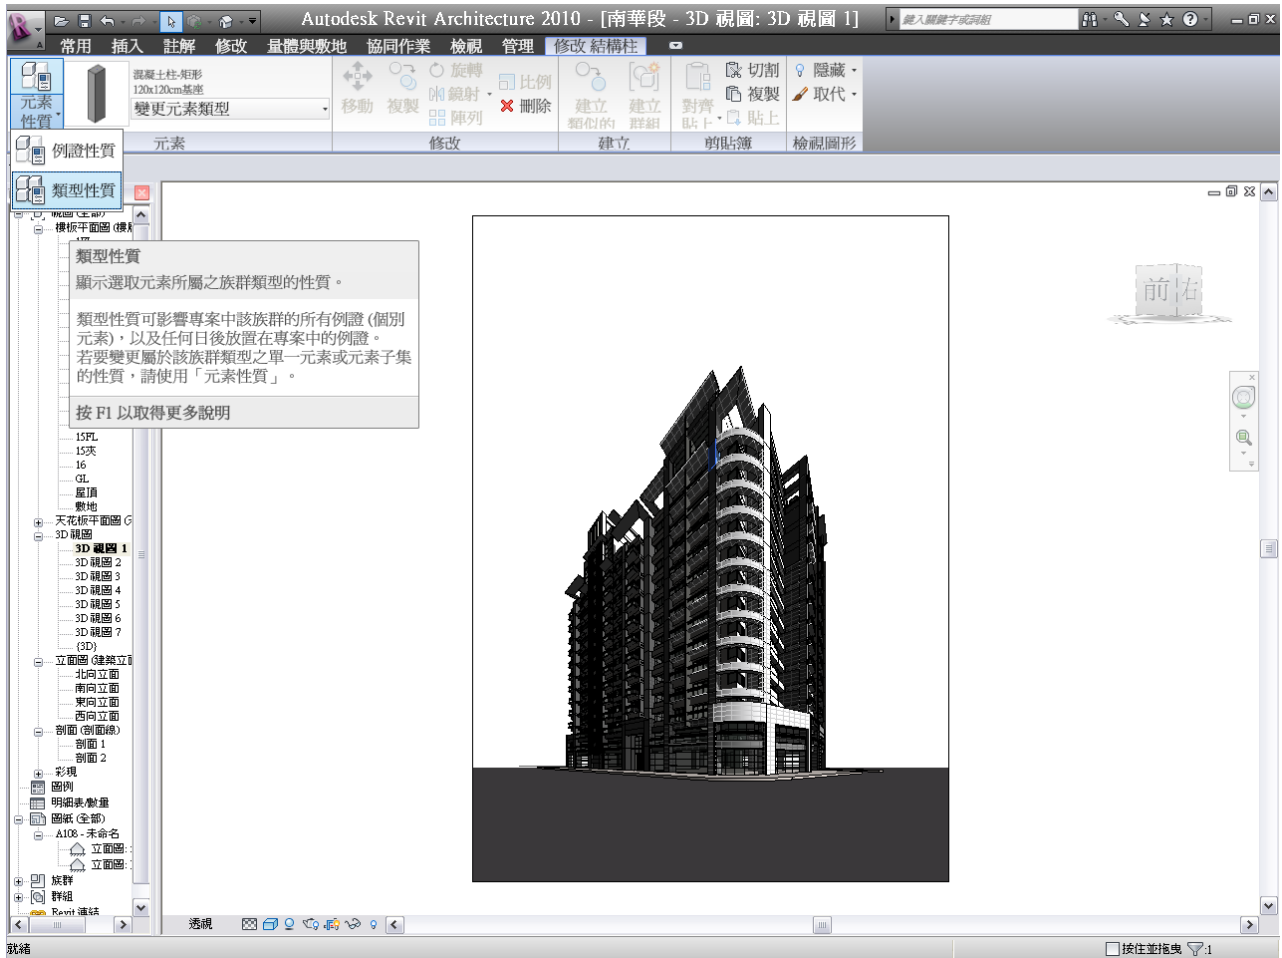 Autodesk Revit Architecture 2010 - [南華段 - 3D 視圖: 3D 視圖 1]
鍵入關鍵字或詞組
常用 插入 註解 修改 量體與敷地 協同作業 檢視 管理 修改 結構柱
元素
性質
混凝土柱-矩形
120x120cm基座
變更元素類型
移動
複製
旋轉
鏡射
陣列
比例
刪除
建立
類似的
建立
群組
對齊
貼上
切割
複製
貼上
隱藏
取代
元素
修改
建立
剪貼簿
檢視圖形
例證性質
類型性質
視圖 (全部)
樓板平面圖 (樓
類型性質
顯示選取元素所屬之族群類型的性質。
類型性質可影響專案中該族群的所有例證 (個別
元素)，以及任何日後放置在專案中的例證。
若要變更屬於該族群類型之單一元素或元素子集
的性質，請使用「元素性質」。
按 F1 以取得更多說明
15FL
15夾
16
GL
屋頂
敷地
天花板平面圖 (
3D 視圖
3D 視圖 1
3D 視圖 2
3D 視圖 3
3D 視圖 4
3D 視圖 5
3D 視圖 6
3D 視圖 7
{3D}
立面圖 (建築立面
北向立面
南向立面
東向立面
西向立面
剖面 (剖面線)
剖面 1
剖面 2
彩現
圖例
明細表/數量
圖紙 (全部)
A108 - 未命名
立面圖:
立面圖:
族群
群組
Revit 連結
前 右
透視
就緒
按住並拖曳
:1